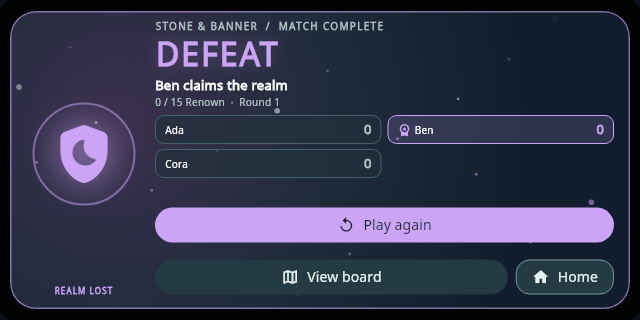 STONE & BANNER / MATCH COMPLETE
DEFEAT
Ben claims the realm
0 / 15 Renown · Round 1
Ada 0
Ben 0
Cora 0
Play again
View board
Home
REALM LOST